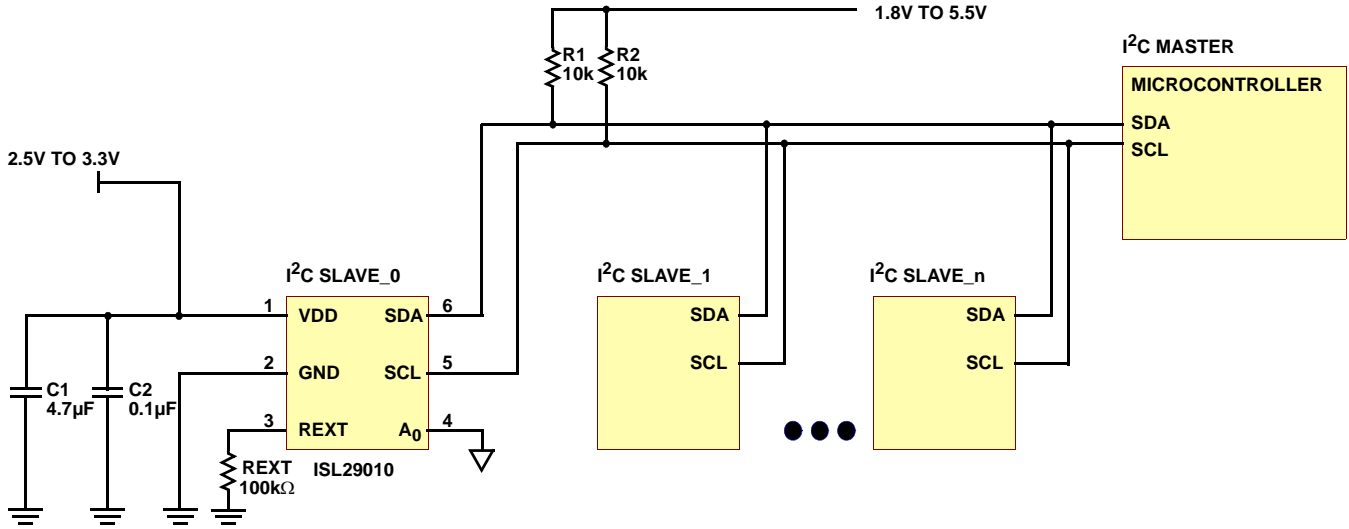 1.8V TO 5.5V
R1
10k
R2
10k
I²C MASTER
MICROCONTROLLER
SDA
SCL
2.5V TO 3.3V
I²C SLAVE_0
1
VDD
SDA
6
2
GND
SCL
5
3
REXT
A₀
4
ISL29010
C1
4.7µF
C2
0.1µF
REXT
100kΩ
I²C SLAVE_1
SDA
SCL
I²C SLAVE_n
SDA
SCL